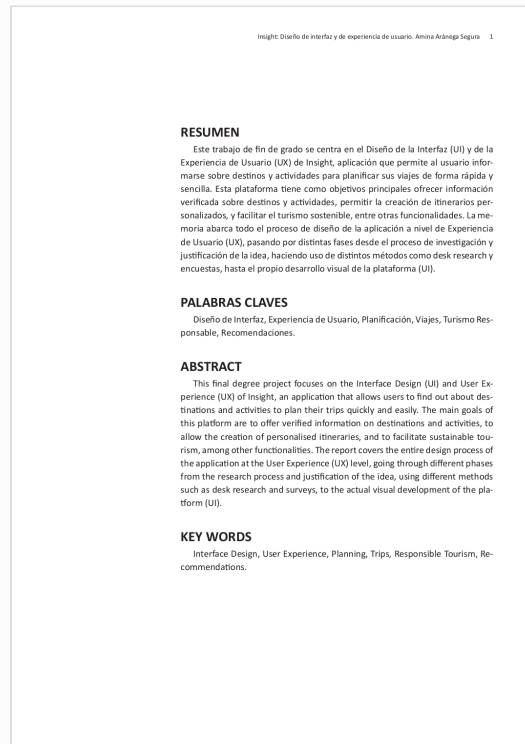 Insight: Diseño de interfaz y de experiencia de usuario. Amina Aránega Segura 1
RESUMEN
Este trabajo de fin de grado se centra en el Diseño de la Interfaz (UI) y de la
Experiencia de Usuario (UX) de Insight, aplicación que permite al usuario infor-
marse sobre destinos y actividades para planificar sus viajes de forma rápida y
sencilla. Esta plataforma tiene como objetivos principales ofrecer información
verificada sobre destinos y actividades, permitir la creación de itinerarios per-
sonalizados, y facilitar el turismo sostenible, entre otras funcionalidades. La me-
moria abarca todo el proceso de diseño de la aplicación a nivel de Experiencia
de Usuario (UX), pasando por distintas fases desde el proceso de investigación y
justificación de la idea, haciendo uso de distintos métodos como desk research y
encuestas, hasta el propio desarrollo visual de la plataforma (UI).
PALABRAS CLAVES
Diseño de Interfaz, Experiencia de Usuario, Planificación, Viajes, Turismo Res-
ponsable, Recomendaciones.
ABSTRACT
This final degree project focuses on the Interface Design (UI) and User Ex-
perience (UX) of Insight, an application that allows users to find out about des-
tinations and activities to plan their trips quickly and easily. The main goals of
this platform are to offer verified information on destinations and activities, to
allow the creation of personalised itineraries, and to facilitate sustainable tou-
rism, among other functionalities. The report covers the entire design process of
the application at the User Experience (UX) level, going through different phases
from the research process and justification of the idea, using different methods
such as desk research and surveys, to the actual visual development of the pla-
tform (UI).
KEY WORDS
Interface Design, User Experience, Planning, Trips, Responsible Tourism, Re-
commendations.